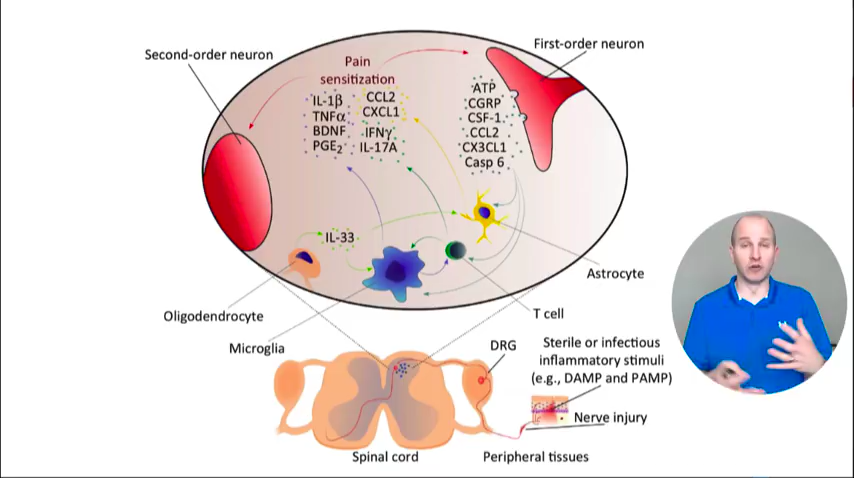 Second-order neuron
First-order neuron
Pain
sensitization
IL-1β
TNFα
BDNF
PGE2
CCL2
CXCL1
IFNγ
IL-17A
ATP
CGRP
CSF-1
CCL2
CX3CL1
Casp 6
IL-33
Astrocyte
Oligodendrocyte
T cell
Microglia
DRG
Sterile or infectious
inflammatory stimuli
(e.g., DAMP and PAMP)
Nerve injury
Spinal cord
Peripheral tissues